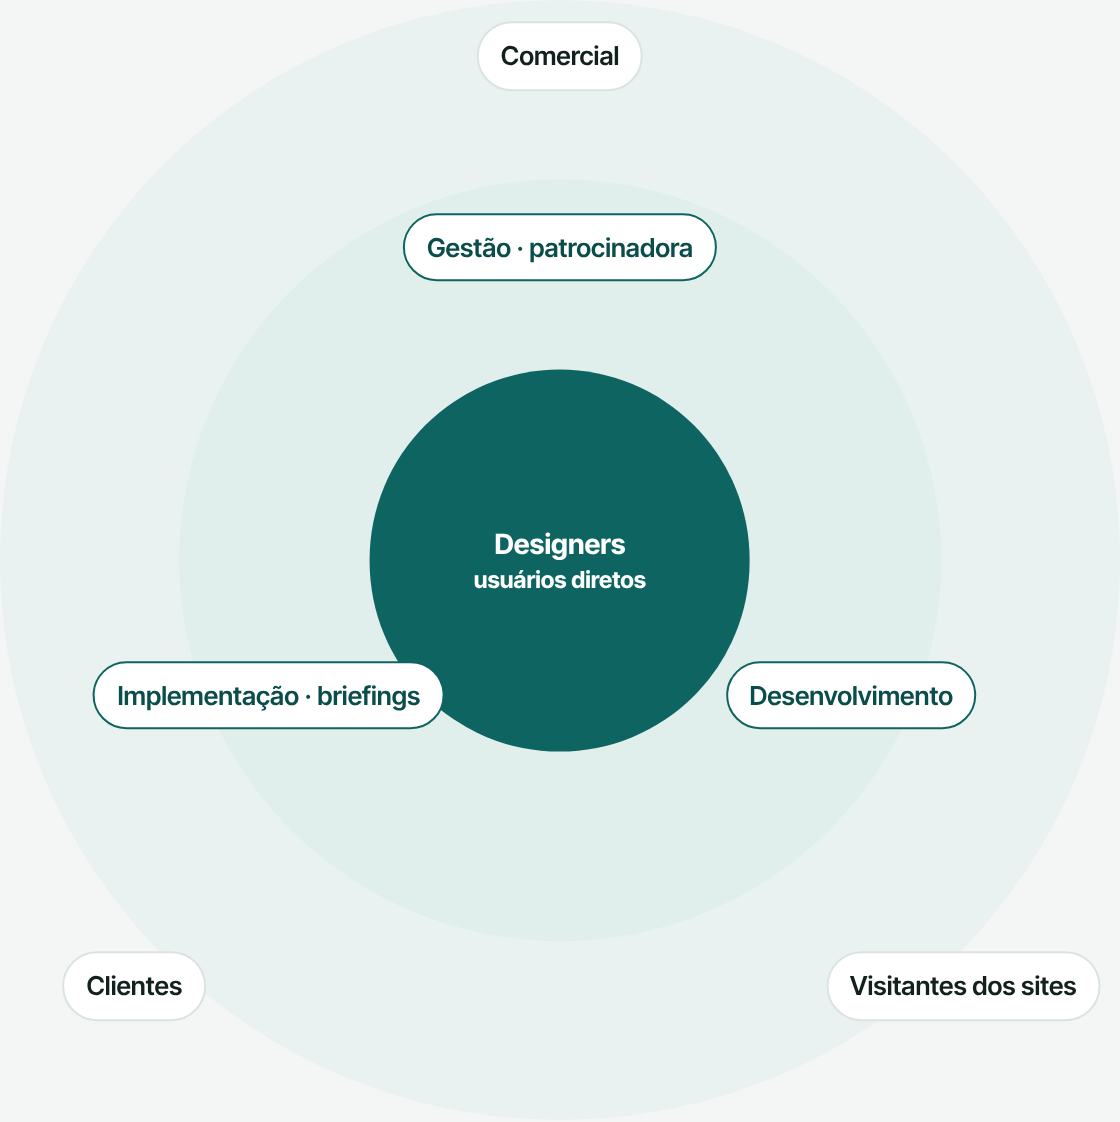 Comercial
Gestão · patrocinadora
Designers
usuários diretos
Implementação · briefings
Desenvolvimento
Clientes
Visitantes dos sites